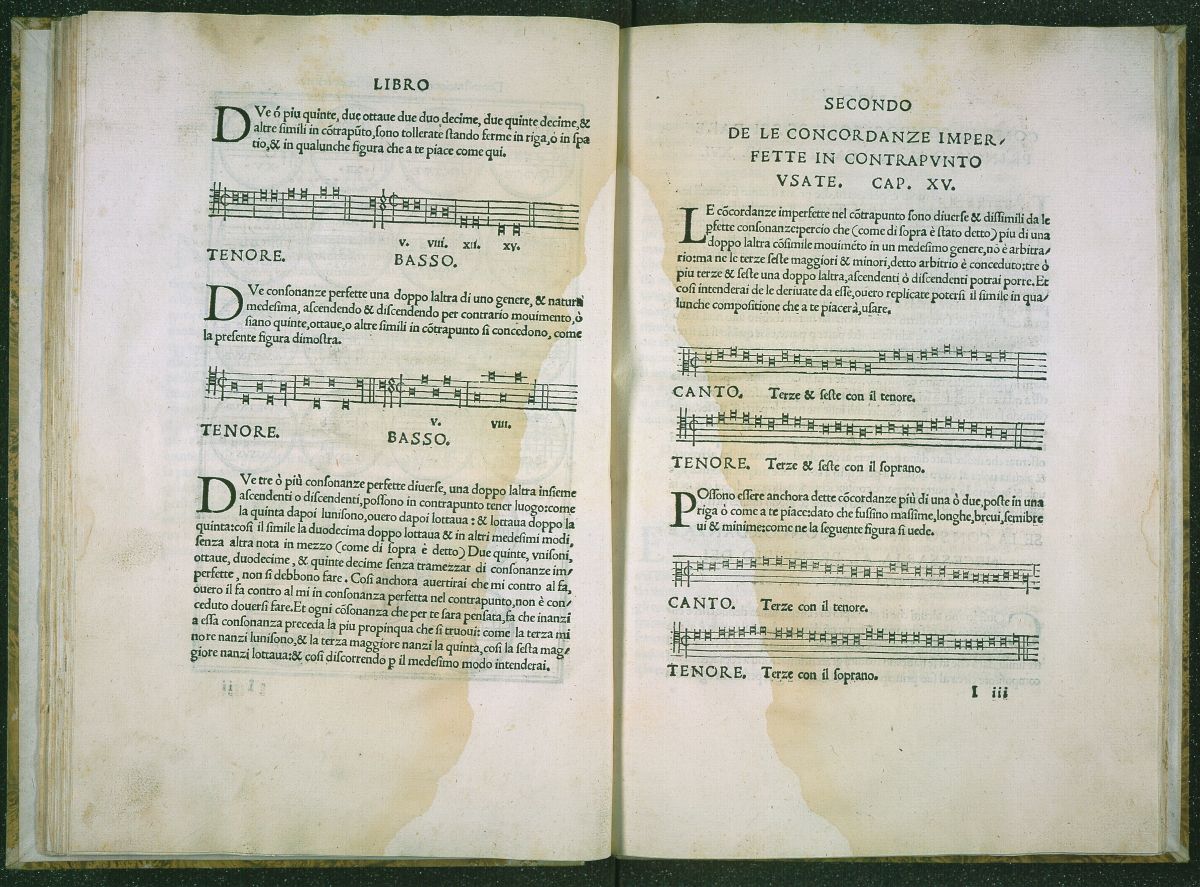 LIBRO
DVe ó piu quinte, due ottaue due duo decime, due quinte decime, &
altre simili in cōtrapūto, sono tollerate stando ferme in riga, ò in spa
tio, & in qualunche figura che a te piace come qui.
v. viii. xii. xv.
TENORE. BASSO.
DVe consonanze perfette una doppo laltra di uno genere, & natura
medesima, ascendendo & discendendo per contrario mouimento, ò
siano quinte, ottaue, o altre simili in cōtrapunto si concedono, come
la presente figura dimostra.
v. viii.
TENORE. BASSO.
DVe tre ò più consonanze perfette diuerse, una doppo laltra insieme
ascendenti o discendenti, possono in contrapunto tener luogo: come
la quinta dapoi lunisono, ouero dapoi lottaua: & lottaua doppo la
quinta: cosi il simile la duodecima doppo lottaua & in altri medesimi modi,
senza altra nota in mezzo (come di sopra è detto) Due quinte, vnisoni,
ottaue, duodecime, & quinte decime senza tramezzar di consonanze im/
perfette, non si debbono fare. Cosi anchora auertirai che mi contro al fa,
ouero il fa contro al mi in consonanza perfetta nel contrapunto, non è con/
ceduto douersi fare. Et ogni cōsonanza che per te sara pensata, fa che inanzi
a essa consonanza preceda la piu propinqua che si truoui: come la terza mi
nore nanzi lunisono, & la terza maggiore nanzi la quinta, cosi la sesta mag/
giore nanzi lottaua: & cosi discorrendo p il medesimo modo intenderai.
SECONDO
DE LE CONCORDANZE IMPER/
FETTE IN CONTRAPVNTO
VSATE. CAP. XV.
LE cōcordanze imperfette nel cōtrapunto sono diuerse & dissimili da le
pfette consonanze: percio che (come di sopra è stato detto) piu di una
doppo laltra cōsimile mouimēto in un medesimo genere, nō è arbitra/
rio: ma ne le terze seste maggiori & minori, detto arbitrio è conceduto: tre ò
piu terze & seste una doppo laltra, ascendenti ò discendenti potrai porre. Et
cosi intenderai de le deriuate da esse, ouero replicate potersi il simile in qua/
lunche compositione che a te piacerà, usare.
CANTO. Terze & seste con il tenore.
TENORE. Terze & seste con il soprano.
POssono essere anchora dette cōcordanze più di una ò due, poste in una
riga ò come a te piace: dato che fussino massime, longhe, breui, semibre
ui & minime: come ne la seguente figura si uede.
CANTO. Terze con il tenore.
TENORE. Terze con il soprano.
I iii